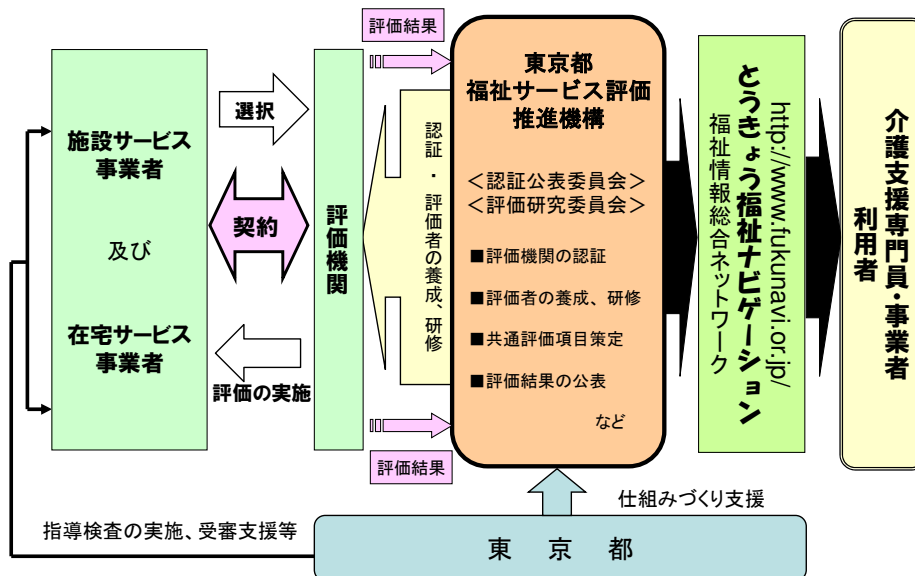 評価結果
選択
施設サービス
事業者
及び
在宅サービス
事業者
契約
評価の実施
評価機関
認証・評価者の養成、研修
評価結果
東京都
福祉サービス評価
推進機構
＜認証公表委員会＞
＜評価研究委員会＞
■評価機関の認証
■評価者の養成、研修
■共通評価項目策定
■評価結果の公表
など
http://www.fukunavi.or.jp/
とうきょう福祉ナビゲーション
福祉情報総合ネットワーク
介護支援専門員・事業者
利用者
仕組みづくり支援
指導検査の実施、受審支援等
東京都